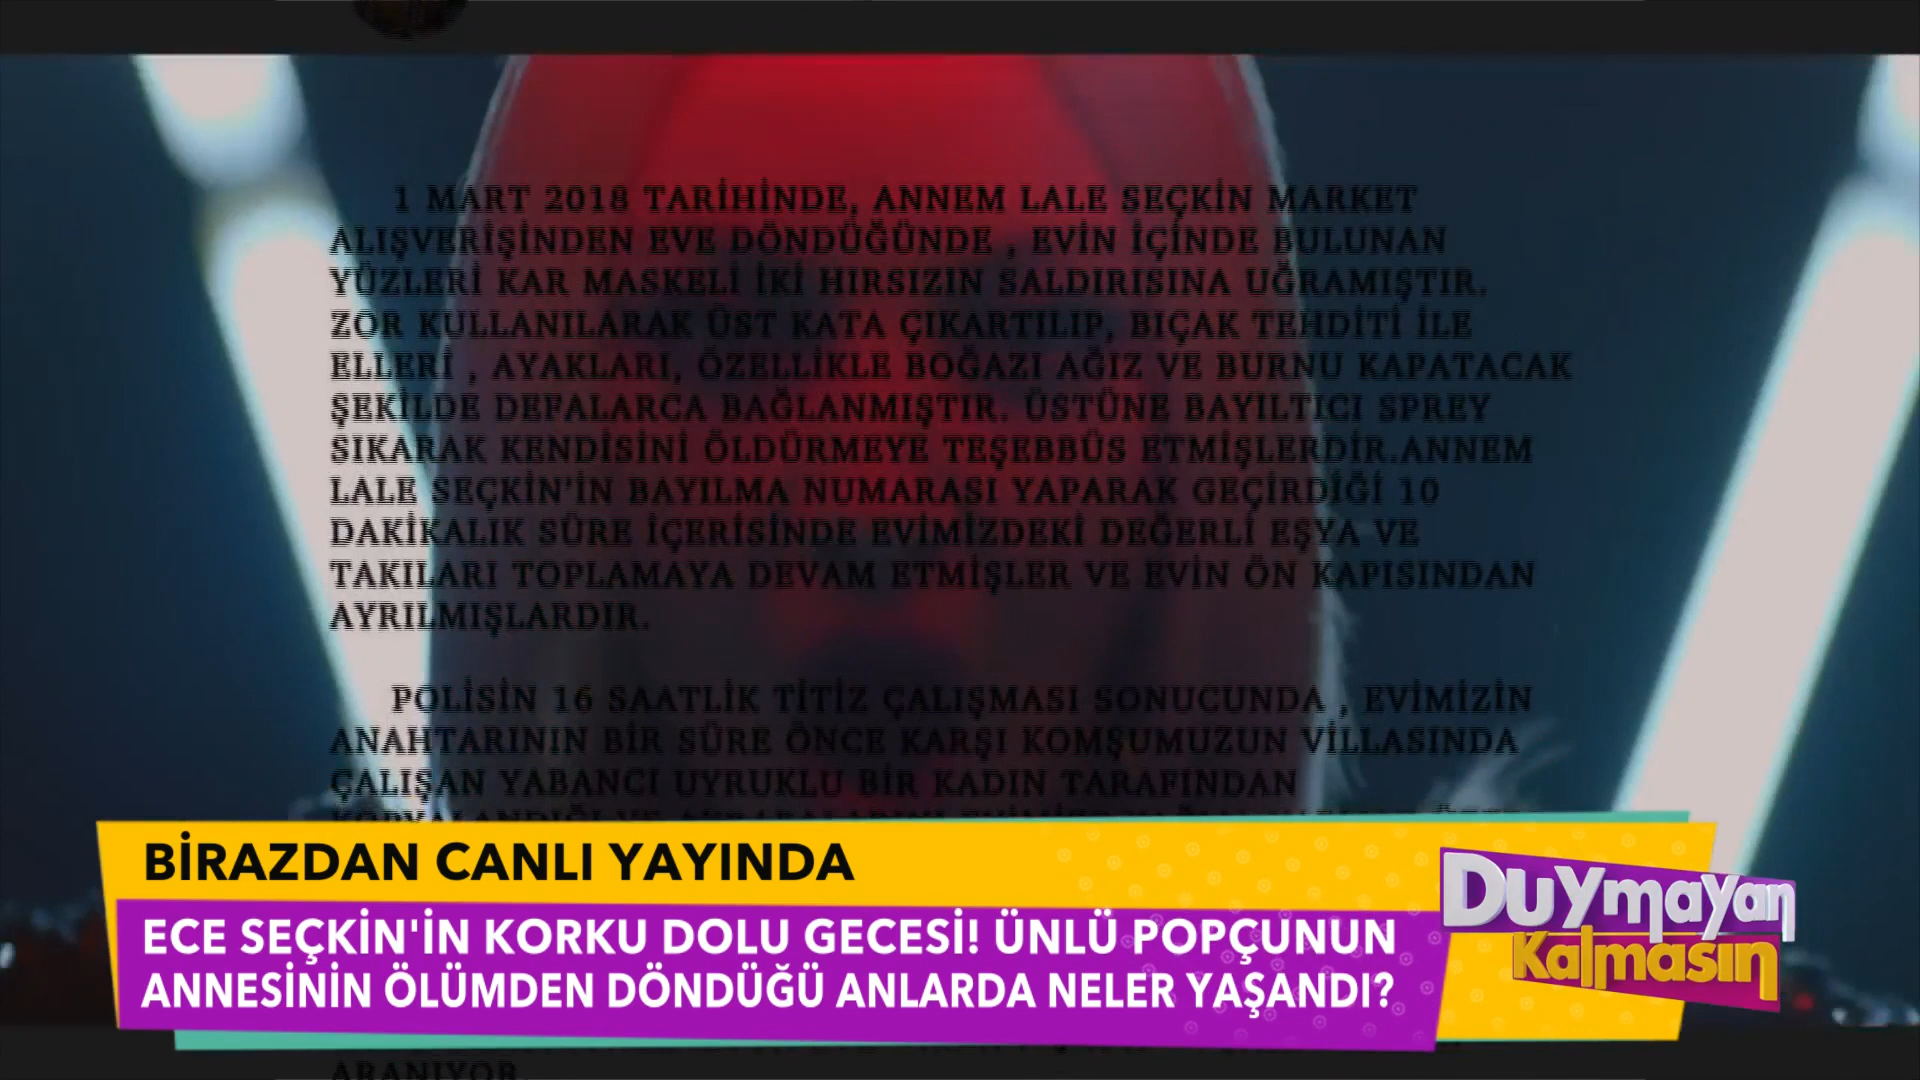 1 MART 2018 TARİHİNDE, ANNEM LALE SEÇKİN MARKET
ALIŞVERİŞİNDEN EVE DÖNDÜĞÜNDE , EVİN İÇİNDE BULUNAN
YÜZLERİ KAR MASKELİ İKİ HIRSIZIN SALDIRISINA UĞRAMIŞTIR.
ZOR KULLANILARAK ÜST KATA ÇIKARTILIP, BIÇAK TEHDİTİ İLE
ELLERİ , AYAKLARI, ÖZELLİKLE BOĞAZI AĞIZ VE BURNU KAPATACAK
ŞEKİLDE DEFALARCA BAĞLANMIŞTIR. ÜSTÜNE BAYILTICI SPREY
SIKARAK KENDİSİNİ ÖLDÜRMEYE TEŞEBBÜS ETMİŞLERDİR.ANNEM
LALE SEÇKİN'İN BAYILMA NUMARASI YAPARAK GEÇİRDİĞİ 10
DAKİKALIK SÜRE İÇERİSİNDE EVİMİZDEKİ DEĞERLİ EŞYA VE
TAKILARI TOPLAMAYA DEVAM ETMİŞLER VE EVİN ÖN KAPISINDAN
AYRILMIŞLARDIR.
POLİSİN 16 SAATLİK TİTİZ ÇALIŞMASI SONUCUNDA , EVİMİZİN
ANAHTARININ BİR SÜRE ÖNCE KARŞI KOMŞUMUZUN VİLLASINDA
ÇALIŞAN YABANCI UYRUKLU BİR KADIN TARAFINDAN
BİRAZDAN CANLI YAYINDA
ECE SEÇKİN'İN KORKU DOLU GECESİ! ÜNLÜ POPÇUNUN
ANNESİNİN ÖLÜMDEN DÖNDÜĞÜ ANLARDA NELER YAŞANDI?
Duymayan
Kalmasın
ARANIYOR.